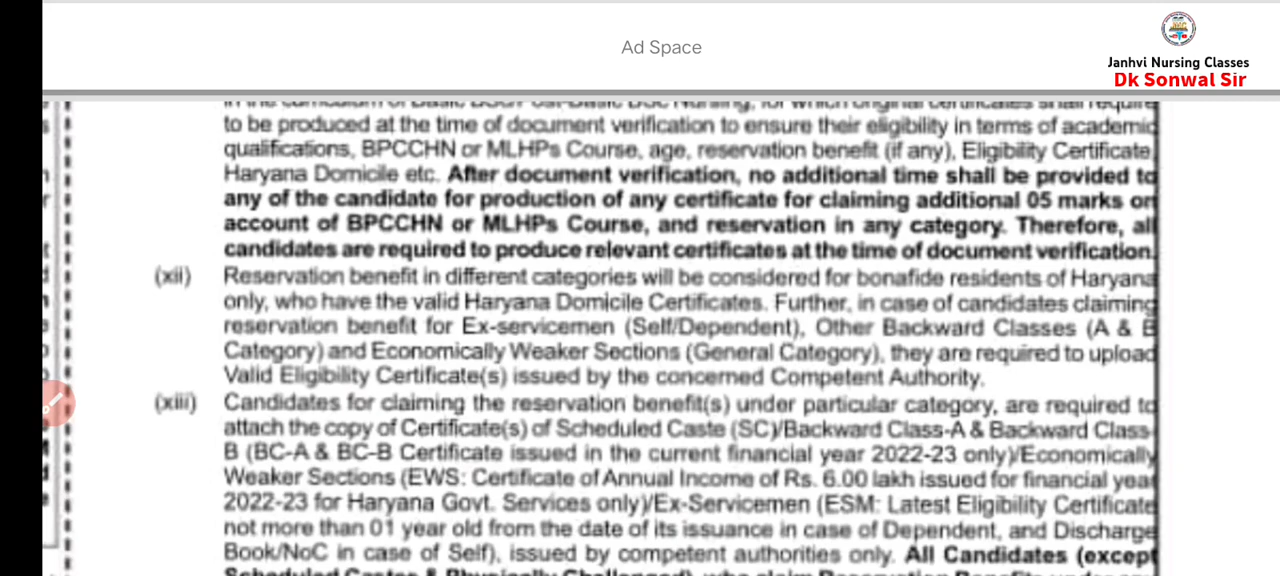 Ad Space
Janhvi Nursing Classes
Dk Sonwal Sir
to be produced at the time of document verification to ensure their eligibility in terms of academic
qualifications, BPCCHN or MLHPs Course, age, reservation benefit (if any), Eligibility Certificate,
Haryana Domicile etc. After document verification, no additional time shall be provided to
any of the candidate for production of any certificate for claiming additional 05 marks on
account of BPCCHN or MLHPs Course, and reservation in any category. Therefore, all
candidates are required to produce relevant certificates at the time of document verification.
(xii) Reservation benefit in different categories will be considered for bonafide residents of Haryana
only, who have the valid Haryana Domicile Certificates. Further, in case of candidates claiming
reservation benefit for Ex-servicemen (Self/Dependent), Other Backward Classes (A & B
Category) and Economically Weaker Sections (General Category), they are required to upload
Valid Eligibility Certificate(s) issued by the concerned Competent Authority.
(xiii) Candidates for claiming the reservation benefit(s) under particular category, are required to
attach the copy of Certificate(s) of Scheduled Caste (SC)/Backward Class-A & Backward Class-
B (BC-A & BC-B Certificate issued in the current financial year 2022-23 only)/Economically
Weaker Sections (EWS: Certificate of Annual Income of Rs. 6.00 lakh issued for financial year
2022-23 for Haryana Govt. Services only)/Ex-Servicemen (ESM: Latest Eligibility Certificate
not more than 01 year old from the date of its issuance in case of Dependent, and Discharge
Book/NoC in case of Self), issued by competent authorities only. All Candidates (except